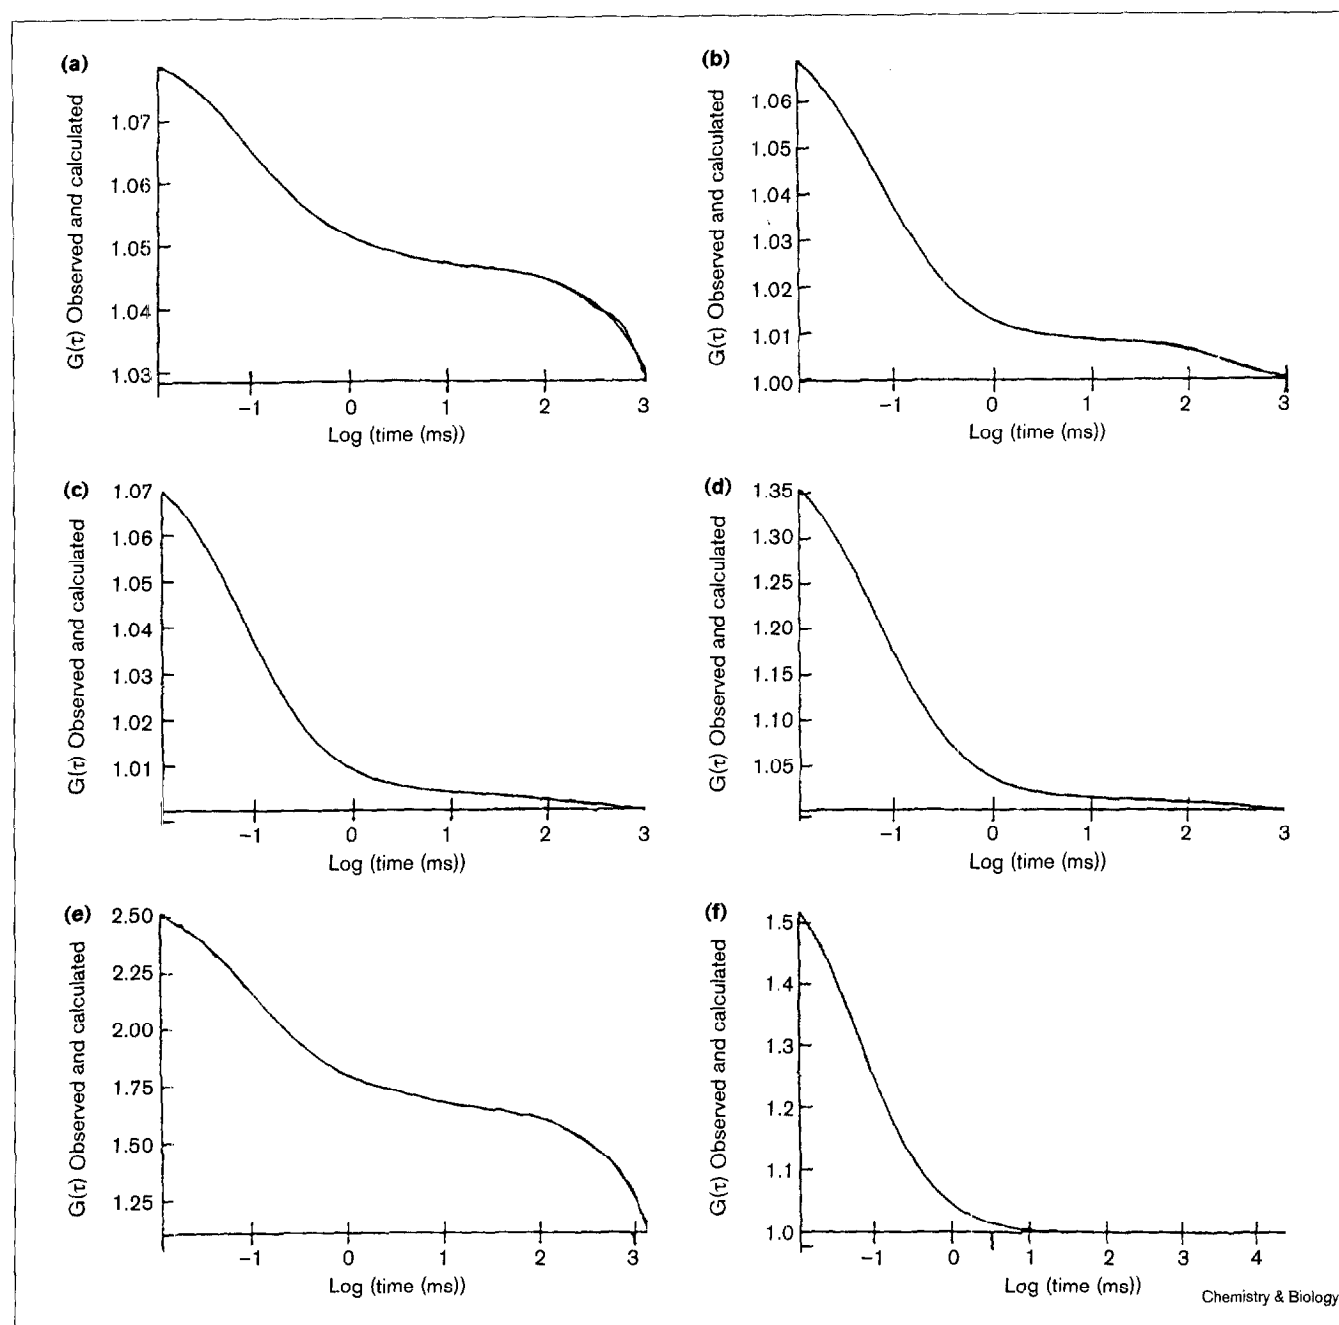 (a)
G(τ) Observed and calculated
1.07
1.06
1.05
1.04
1.03
−1 0 1 2 3
Log (time (ms))
(b)
G(τ) Observed and calculated
1.06
1.05
1.04
1.03
1.02
1.01
1.00
−1 0 1 2 3
Log (time (ms))
(c)
G(τ) Observed and calculated
1.07
1.06
1.05
1.04
1.03
1.02
1.01
−1 0 1 2 3
Log (time (ms))
(d)
G(τ) Observed and calculated
1.35
1.30
1.25
1.20
1.15
1.10
1.05
−1 0 1 2 3
Log (time (ms))
(e)
G(τ) Observed and calculated
2.50
2.25
2.00
1.75
1.50
1.25
−1 0 1 2 3
Log (time (ms))
(f)
G(τ) Observed and calculated
1.5
1.4
1.3
1.2
1.1
1.0
−1 0 1 2 3 4
Log (time (ms))
Chemistry & Biology